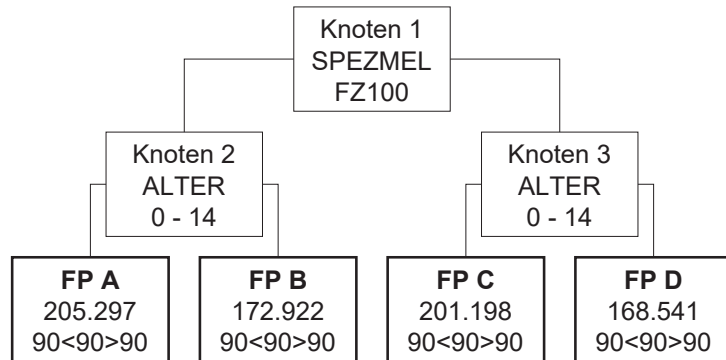 Knoten 1
SPEZMEL
FZ100
Knoten 2
ALTER
0 - 14
Knoten 3
ALTER
0 - 14
FP A
205.297
90<90>90
FP B
172.922
90<90>90
FP C
201.198
90<90>90
FP D
168.541
90<90>90